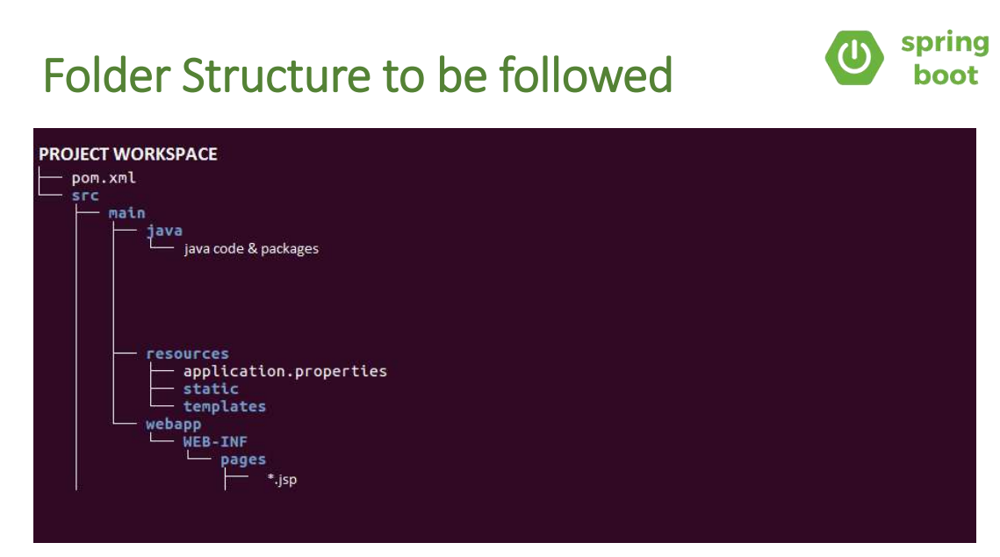 Folder Structure to be followed
spring
boot
PROJECT WORKSPACE
pom.xml
src
main
java
java code & packages
resources
application.properties
static
templates
webapp
WEB-INF
pages
*.jsp